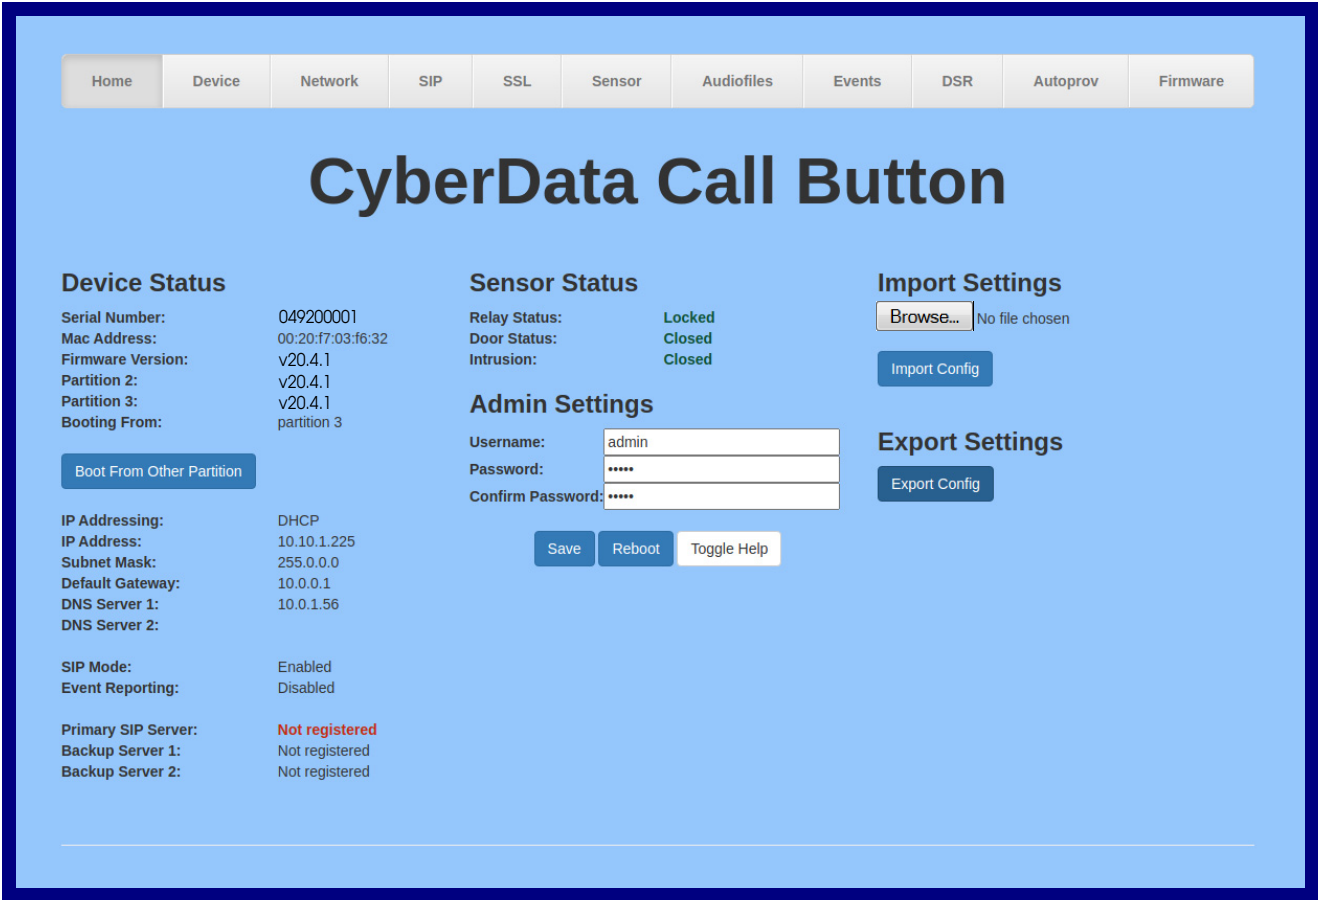 Home Device Network SIP SSL Sensor Audiofiles Events DSR Autoprov Firmware
CyberData Call Button
Device Status
Serial Number: 049200001
Mac Address: 00:20:f7:03:f6:32
Firmware Version: v20.4.1
Partition 2: v20.4.1
Partition 3: v20.4.1
Booting From: partition 3
Boot From Other Partition
IP Addressing: DHCP
IP Address: 10.10.1.225
Subnet Mask: 255.0.0.0
Default Gateway: 10.0.0.1
DNS Server 1: 10.0.1.56
DNS Server 2:
SIP Mode: Enabled
Event Reporting: Disabled
Primary SIP Server: Not registered
Backup Server 1: Not registered
Backup Server 2: Not registered
Sensor Status
Relay Status: Locked
Door Status: Closed
Intrusion: Closed
Admin Settings
Username: admin
Password: •••••
Confirm Password: •••••
Save Reboot Toggle Help
Import Settings
Browse... No file chosen
Import Config
Export Settings
Export Config